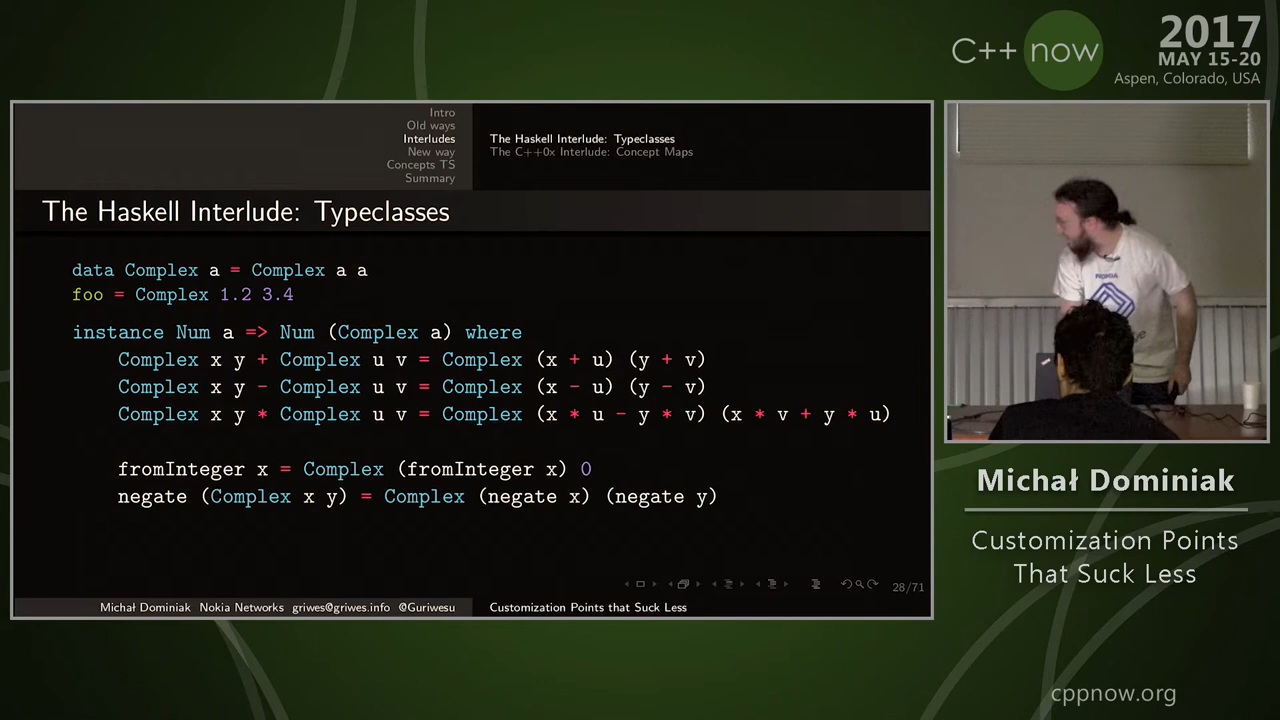 C++ now
2017
MAY 15-20
Aspen, Colorado, USA
Intro
Old ways
Interludes
New way
Concepts TS
Summary
The Haskell Interlude: Typeclasses
The C++0x Interlude: Concept Maps
The Haskell Interlude: Typeclasses
data Complex a = Complex a a
foo = Complex 1.2 3.4
instance Num a => Num (Complex a) where
Complex x y + Complex u v = Complex (x + u) (y + v)
Complex x y - Complex u v = Complex (x - u) (y - v)
Complex x y * Complex u v = Complex (x * u - y * v) (x * v + y * u)
fromInteger x = Complex (fromInteger x) 0
negate (Complex x y) = Complex (negate x) (negate y)
28/71
Michał Dominiak Nokia Networks griwes@griwes.info @Guriwesu
Customization Points that Suck Less
Michał Dominiak
Customization Points
That Suck Less
cppnow.org